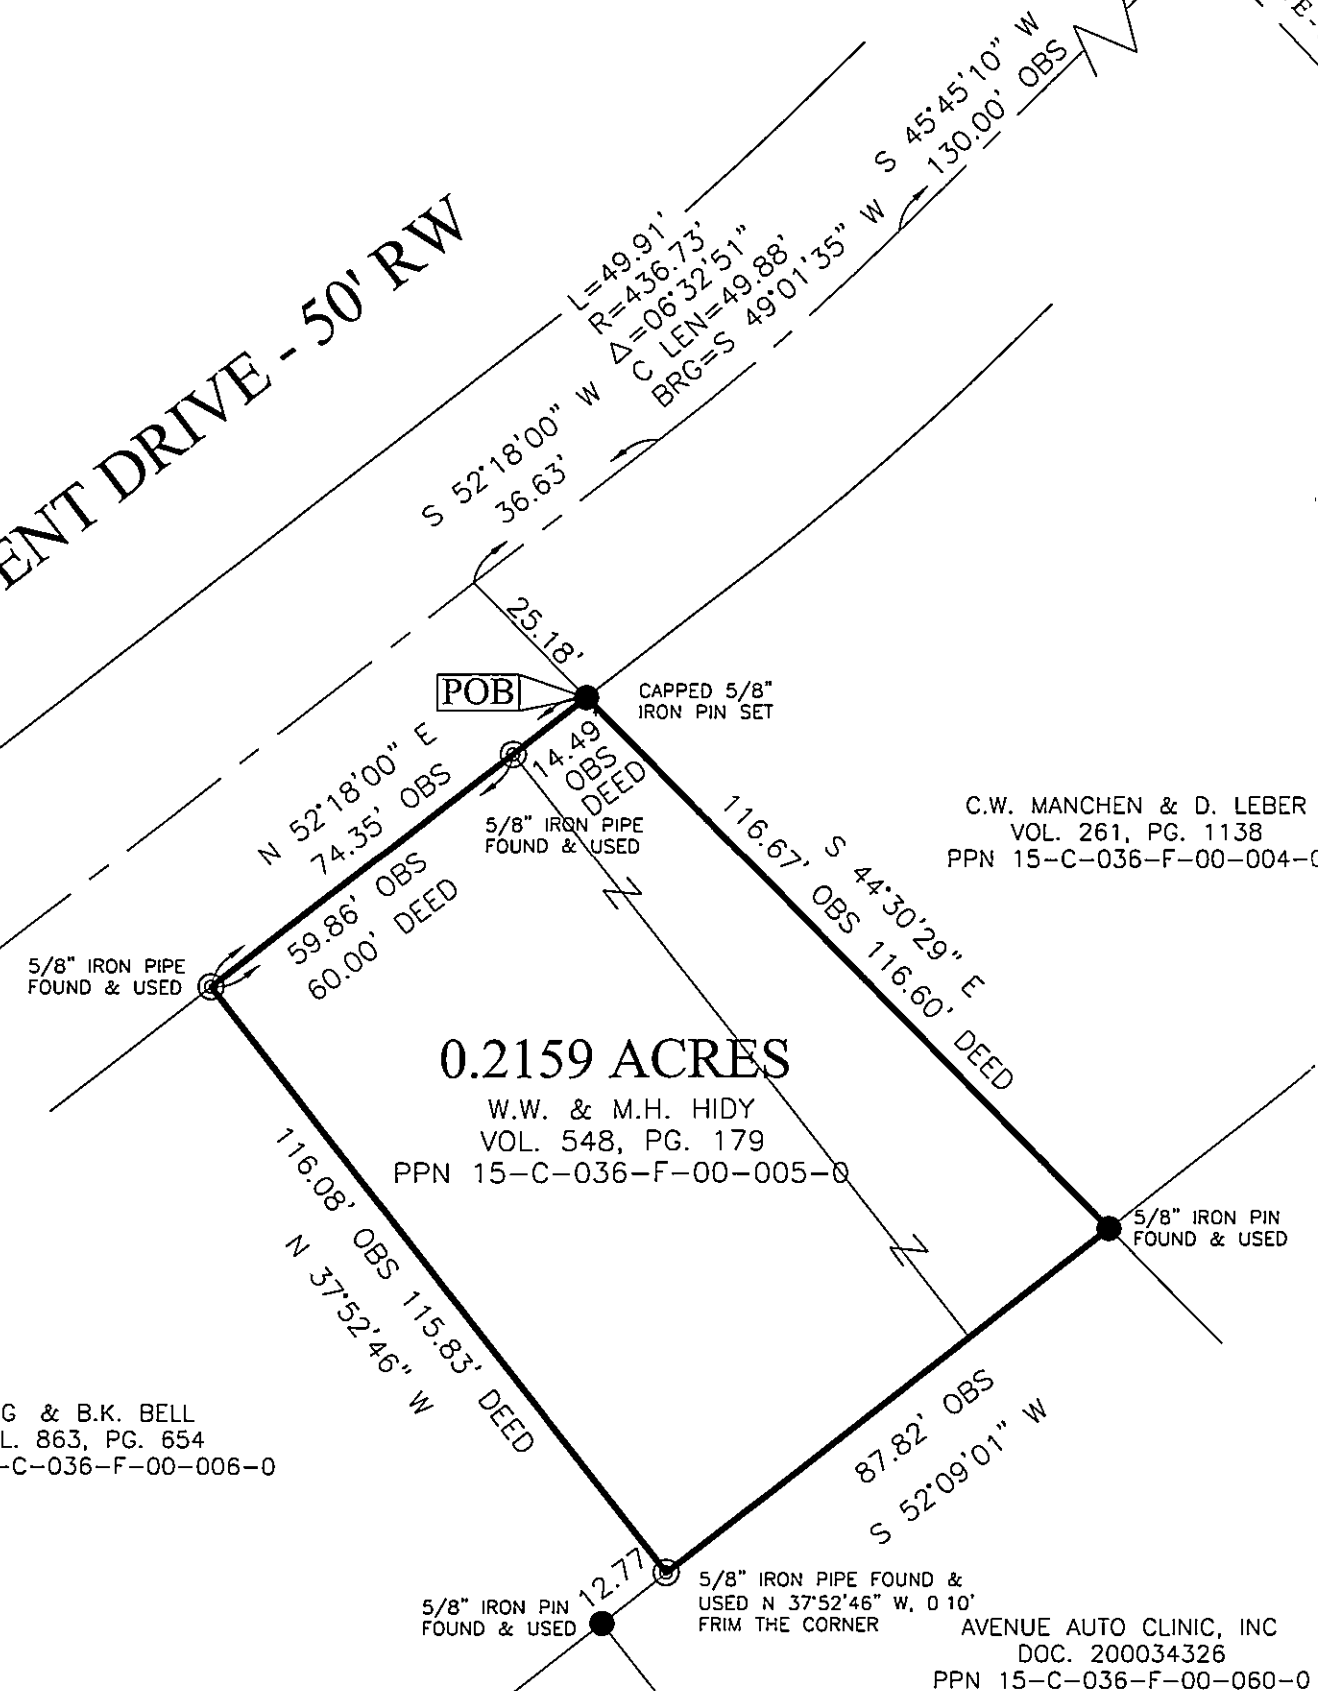 S 45°45'10" W
130.00' OBS
L=49.91'
R=436.73'
Δ=06°32'51"
C LEN=49.88'
BRG=S 49°01'35" W
ENT DRIVE - 50' RW
S 52°18'00" W
36.63'
25.18'
POB
CAPPED 5/8"
IRON PIN SET
N 52°18'00" E
74.35' OBS
14.49
OBS
DEED
5/8" IRON PIPE
FOUND & USED
59.86' OBS
60.00' DEED
5/8" IRON PIPE
FOUND & USED
C.W. MANCHEN & D. LEBER
VOL. 261, PG. 1138
PPN 15-C-036-F-00-004-0
S 44°30'29" E
116.67' OBS 116.60' DEED
0.2159 ACRES
W.W. & M.H. HIDY
VOL. 548, PG. 179
PPN 15-C-036-F-00-005-0
116.08' OBS 115.83' DEED
N 37°52'46" W
5/8" IRON PIN
FOUND & USED
87.82' OBS
S 52°09'01" W
G & B.K. BELL
L. 863, PG. 654
-C-036-F-00-006-0
12.77
5/8" IRON PIN
FOUND & USED
5/8" IRON PIPE FOUND &
USED N 37°52'46" W, 0 10'
FRIM THE CORNER
AVENUE AUTO CLINIC, INC
DOC. 200034326
PPN 15-C-036-F-00-060-0